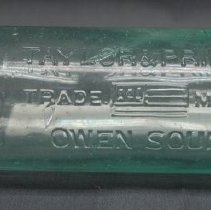 TAYLOR & PRI
TRADE M
OWEN SOU